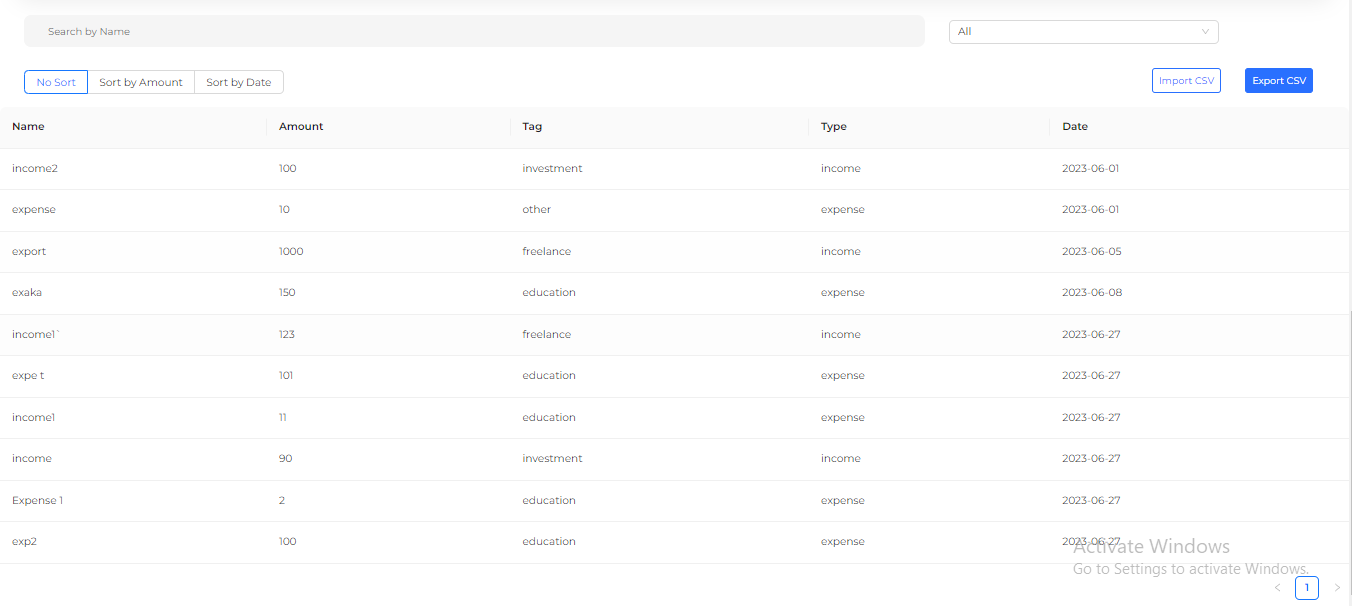 Search by Name All
No Sort Sort by Amount Sort by Date Import CSV Export CSV
Name Amount Tag Type Date
income2 100 investment income 2023-06-01
expense 10 other expense 2023-06-01
export 1000 freelance income 2023-06-05
exaka 150 education expense 2023-06-08
income1` 123 freelance income 2023-06-27
expe t 101 education expense 2023-06-27
income1 11 education expense 2023-06-27
income 90 investment income 2023-06-27
Expense 1 2 education expense 2023-06-27
exp2 100 education expense 2023-06-27
Activate Windows
Go to Settings to activate Windows.
< 1 >